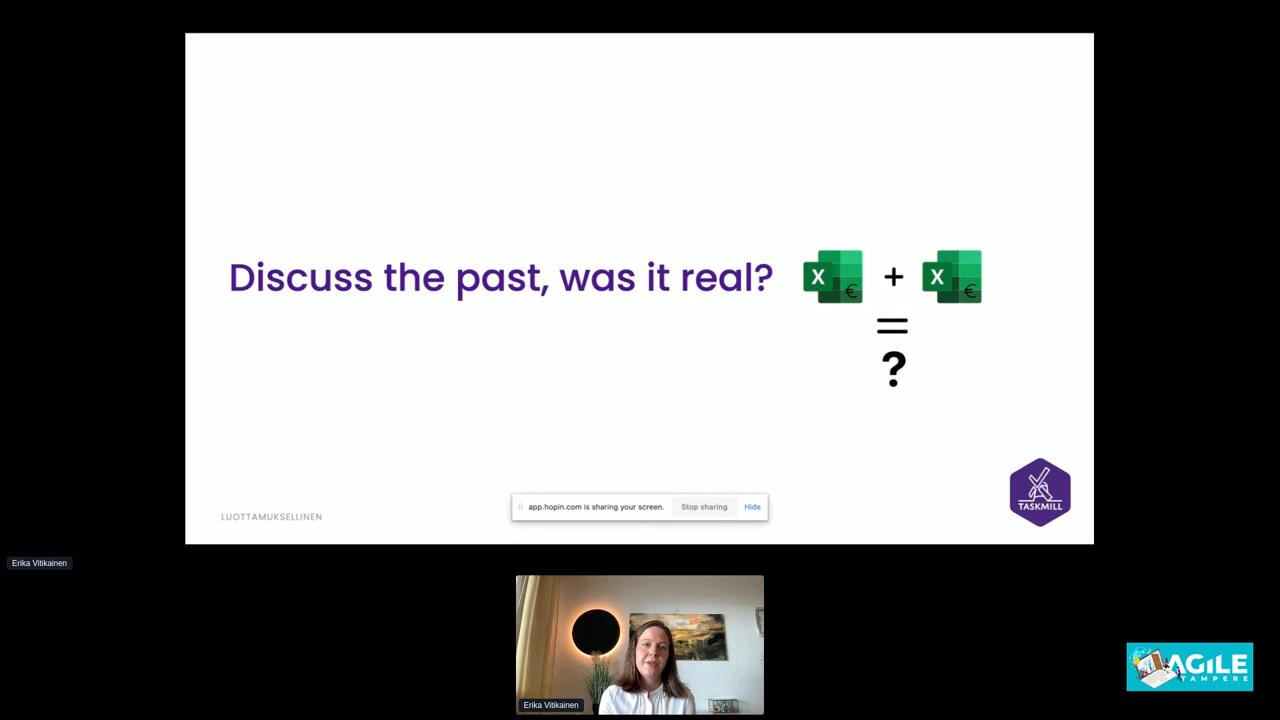 Discuss the past, was it real?
X € + X €
=
?
TASKMILL
LUOTTAMUKSELLINEN
app.hopin.com is sharing your screen. Stop sharing Hide
Erika Vitikainen
Erika Vitikainen
AGILE
TAMPERE